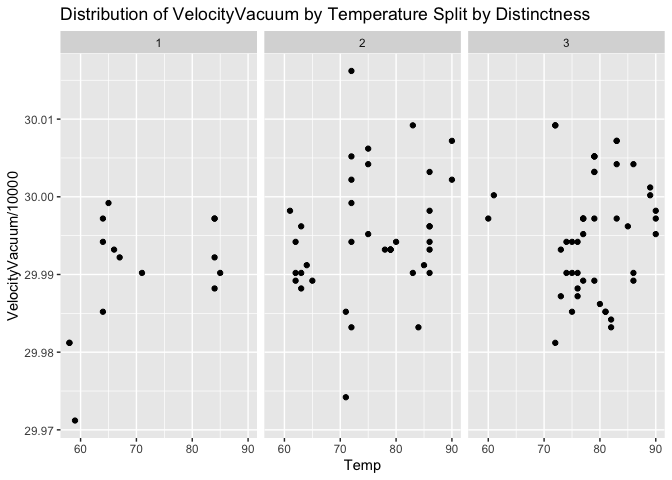 Distribution of VelocityVacuum by Temperature Split by Distinctness
1 2 3
VelocityVacuum/10000
30.01
30.00
29.99
29.98
29.97
60 70 80 90 60 70 80 90 60 70 80 90
Temp